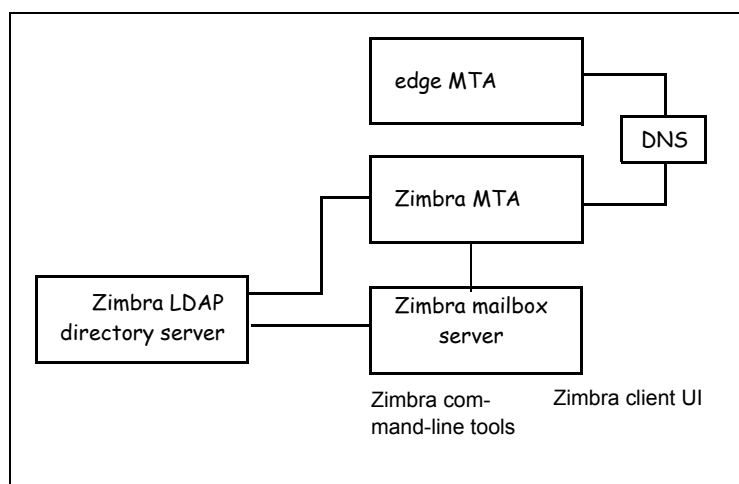 edge MTA
DNS
Zimbra MTA
Zimbra LDAP
directory server
Zimbra mailbox
server
Zimbra com-
mand-line tools
Zimbra client UI